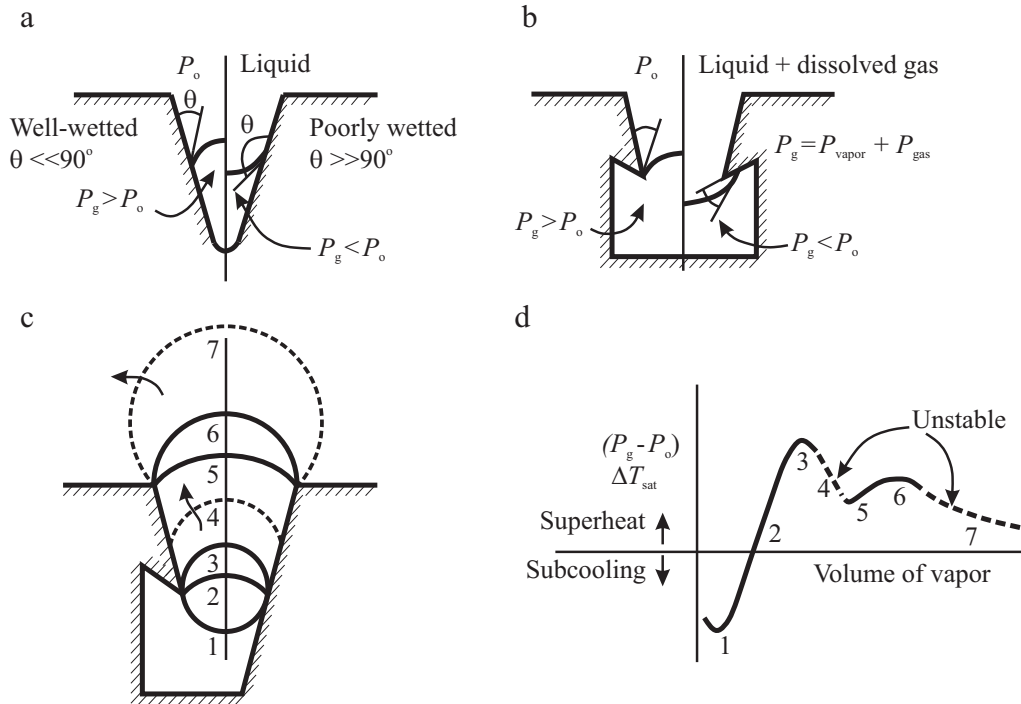 a
P_o
Liquid
θ
θ
Well-wetted
θ <<90°
Poorly wetted
θ >>90°
P_g > P_o
P_g < P_o
b
P_o
Liquid + dissolved gas
P_g = P_vapor + P_gas
P_g > P_o
P_g < P_o
c
7
6
5
4
3
2
1
d
(P_g - P_o)
ΔT_sat
Unstable
3
4
5
6
2
7
Superheat
Subcooling
Volume of vapor
1